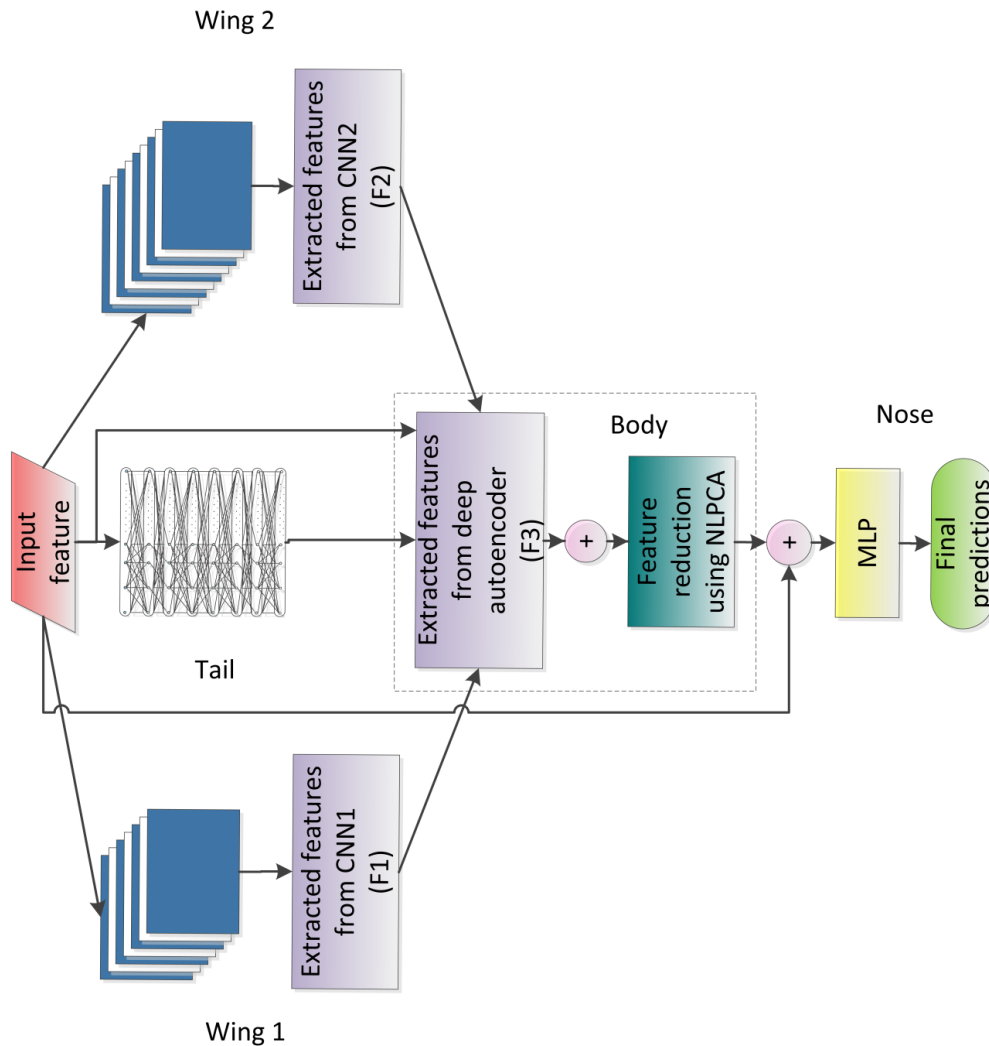 Wing 2
Extracted features
from CNN2
(F2)
Input
feature
Tail
Extracted features
from deep
autoencoder
(F3)
+
Body
Feature
reduction
using NLPCA
+
Nose
MLP
Final
predictions
Extracted features
from CNN1
(F1)
Wing 1